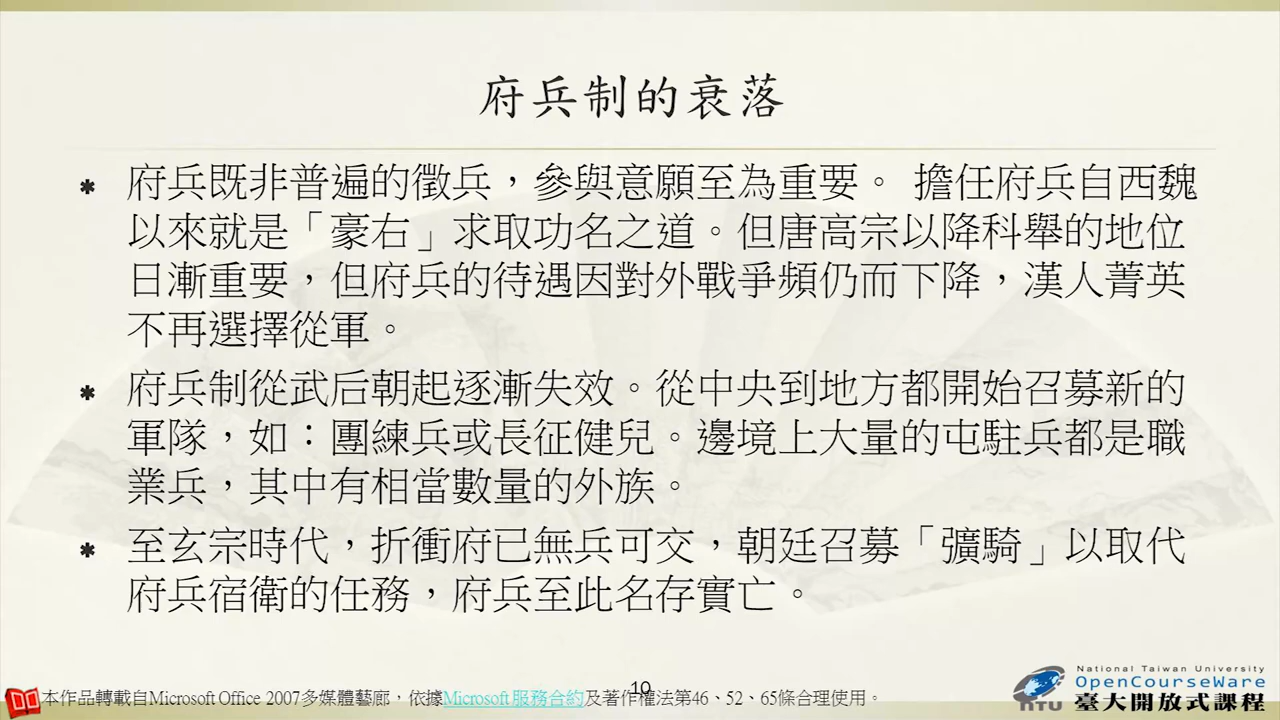 府兵制的衰落
* 府兵既非普遍的徵兵，參與意願至為重要。 擔任府兵自西魏
以來就是「豪右」求取功名之道。但唐高宗以降科舉的地位
日漸重要，但府兵的待遇因對外戰爭頻仍而下降，漢人菁英
不再選擇從軍。
* 府兵制從武后朝起逐漸失效。從中央到地方都開始召募新的
軍隊，如：團練兵或長征健兒。邊境上大量的屯駐兵都是職
業兵，其中有相當數量的外族。
* 至玄宗時代，折衝府已無兵可交，朝廷召募「彍騎」以取代
府兵宿衛的任務，府兵至此名存實亡。
本作品轉載自Microsoft Office 2007多媒體藝廊，依據Microsoft服務合約及著作權法第46、52、65條合理使用。
10
National Taiwan University
OpenCourseWare
NTU 臺大開放式課程